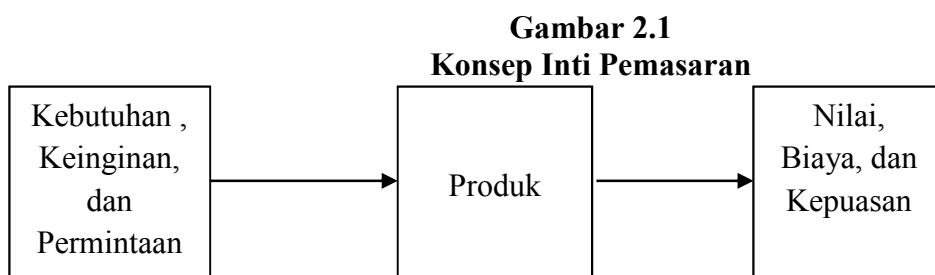 Gambar 2.1
Konsep Inti Pemasaran
Kebutuhan ,
Keinginan,
dan
Permintaan
Produk
Nilai,
Biaya, dan
Kepuasan